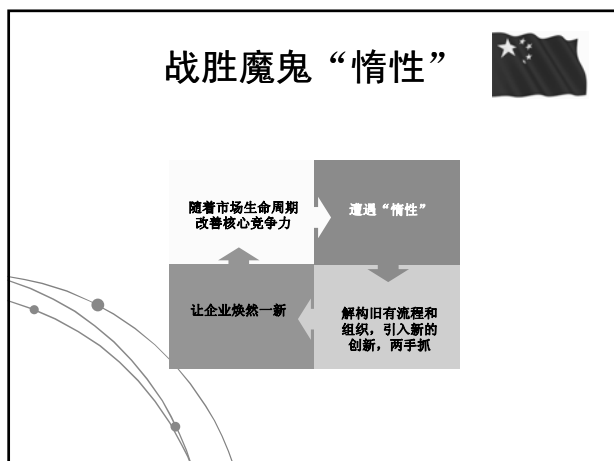 战胜魔鬼“惰性”
随着市场生命周期
改善核心竞争力
遭遇“惰性”
让企业焕然一新
解构旧有流程和
组织，引入新的
创新，两手抓